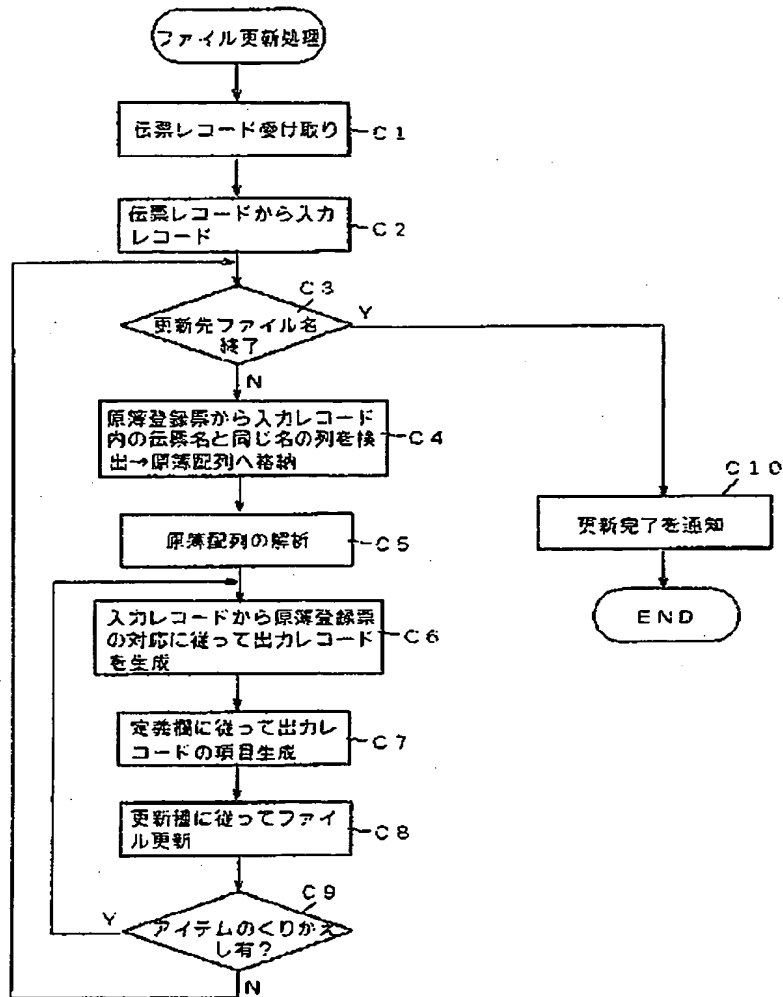 ファイル更新処理
伝票レコード受け取り
C1
伝票レコードから入力
レコード
C2
C3
更新先ファイル名
終了
Y
N
原簿登録票から入力レコード
内の伝票名と同じ名の列を検
出→原簿配列へ格納
C4
C10
更新完了を通知
原簿配列の解析
C5
END
入力レコードから原簿登録票
の対応に従って出力レコード
を生成
C6
定義欄に従って出力レ
コードの項目生成
C7
更新種に従ってファイ
ル更新
C8
C9
Y
アイテムのくりかえ
し有?
N